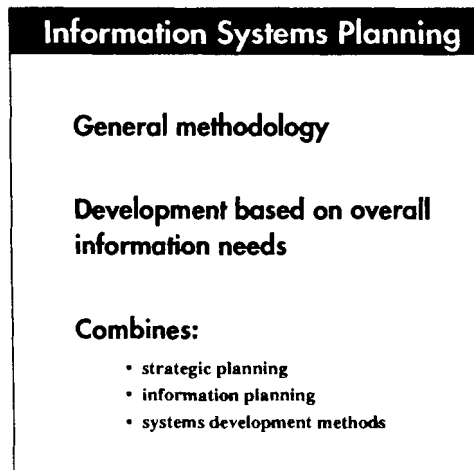 Information Systems Planning
General methodology
Development based on overall
information needs
Combines:
• strategic planning
• information planning
• systems development methods